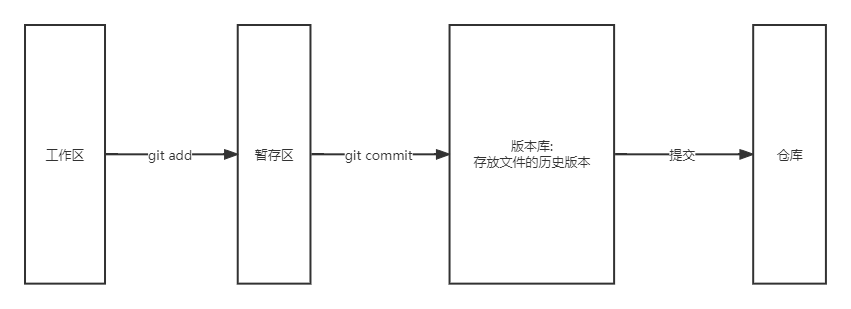 工作区
git add
暂存区
git commit
版本库:
存放文件的历史版本
提交
仓库